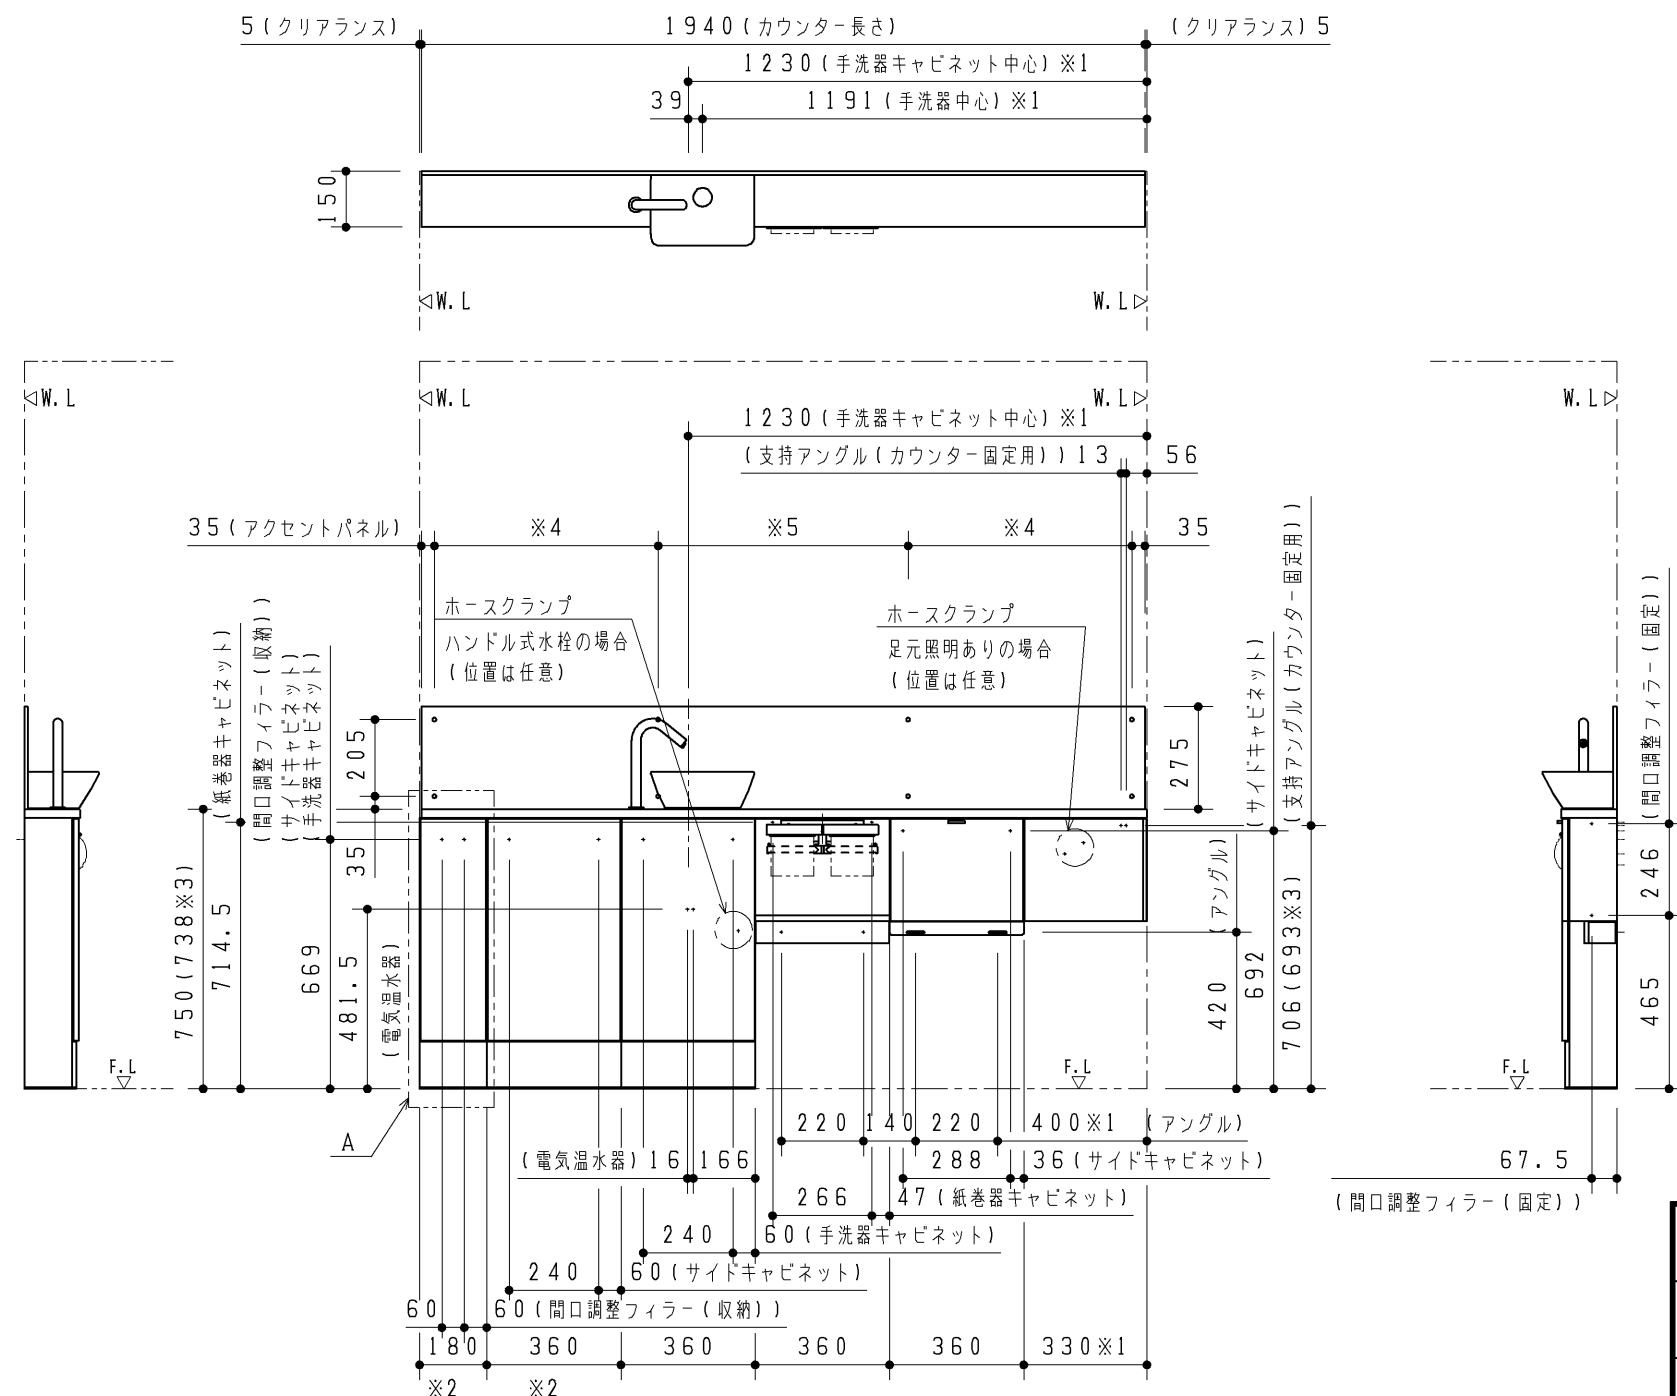 5(クリアランス)
1940(カウンター長さ)
(クリアランス)5
1230(手洗器キャビネット中心)※1
39
1191(手洗器中心)※1
150
W.L
W.L
W.L
W.L
W.L
W.L
1230(手洗器キャビネット中心)※1
(支持アングル(カウンター固定用))13
56
35(アクセントパネル)
※4
※5
※4
35
ホースクランプ
ハンドル式水栓の場合
(位置は任意)
ホースクランプ
足元照明ありの場合
(位置は任意)
205
35
275
750(738※3)
714.5
(紙巻器キャビネット)
669
(間口調整フィラー(収納))
(サイドキャビネット)
(手洗器キャビネット)
481.5
(電気温水器)
420
(アングル)
692
(サイドキャビネット)
706(693※3)
(支持アングル(カウンター固定用))
(間口調整フィラー(固定))
246
465
F.L
F.L
F.L
A
220
140
220
400※1
(アングル)
(電気温水器)16
166
288
36(サイドキャビネット)
67.5
(間口調整フィラー(固定))
266
47(紙巻器キャビネット)
240
60(手洗器キャビネット)
240
60(サイドキャビネット)
60
60(間口調整フィラー(収納))
180
360
360
360
360
330※1
※2
※2